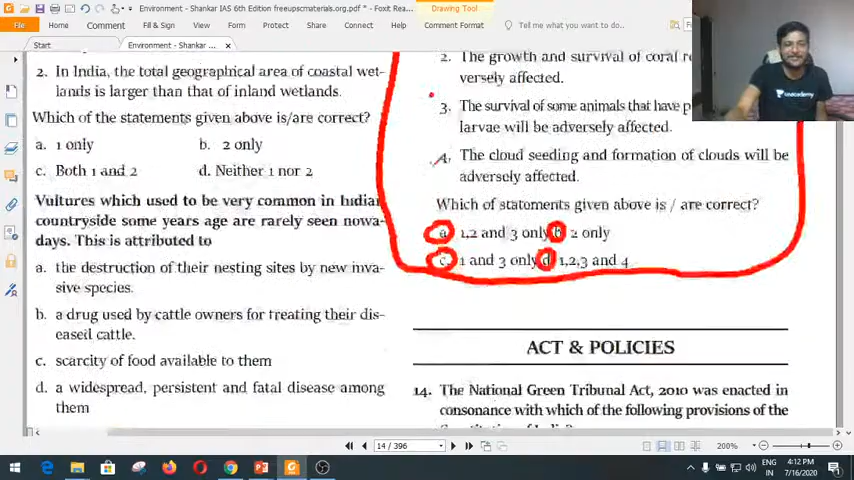 Environment - Shankar IAS 6th Edition freeupscmaterials.org.pdf * - Foxit Rea...
Drawing Tool
File
Home
Comment
Fill & Sign
Form
Protect
Share
Connect
Help
Comment Format
Tell me what you want to do...
Start
Environment - Shankar ...
2. In India, the total geographical area of coastal wet-
lands is larger than that of inland wetlands.
Which of the statements given above is/are correct?
a. 1 only
b. 2 only
c. Both 1 and 2
d. Neither 1 nor 2
Vultures which used to be very common in Indian
countryside some years age are rarely seen nowa-
days. This is attributed to
a. the destruction of their nesting sites by new inva-
sive species.
b. a drug used by cattle owners for treating their dis-
eased cattle.
c. scarcity of food available to them
d. a widespread, persistent and fatal disease among
them
2. The growth and survival of coral
versely affected.
3. The survival of some animals that have
larvae will be adversely affected.
4. The cloud seeding and formation of clouds will be
adversely affected.
Which of statements given above is / are correct?
a. 1,2 and 3 only b. 2 only
c. 1 and 3 only d. 1,2,3 and 4
ACT & POLICIES
14. The National Green Tribunal Act, 2010 was enacted in
consonance with which of the following provisions of the
unacademy
14 / 396
200%
ENG
IN
4:12 PM
7/16/2020